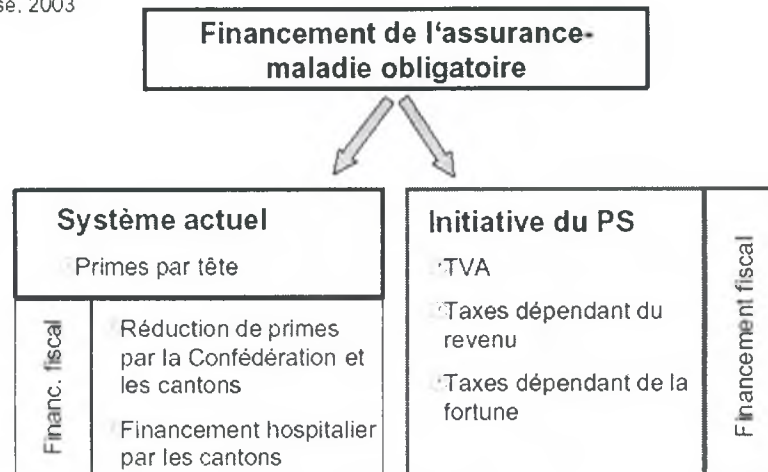 se, 2003
Financement de l'assurance-
maladie obligatoire
Système actuel
Primes par tête
Financ. fiscal
Réduction de primes
par la Confédération et
les cantons
Financement hospitalier
par les cantons
Initiative du PS
TVA
Taxes dépendant du
revenu
Taxes dépendant de la
fortune
Financement fiscal